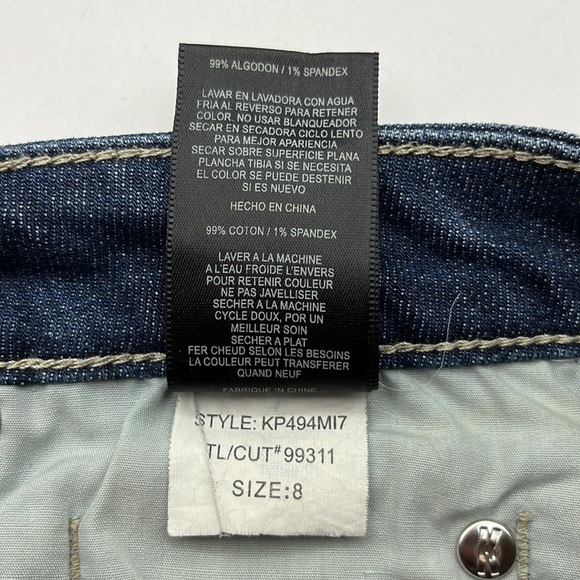 99% ALGODON / 1% SPANDEX
LAVAR EN LAVADORA CON AGUA
FRIA AL REVERSO PARA RETENER
COLOR. NO USAR BLANQUEADOR
SECAR EN SECADORA CICLO LENTO
PARA MEJOR APARIENCIA
SECAR SOBRE SUPERFICIE PLANA
PLANCHA TIBIA SI SE NECESITA
EL COLOR SE PUEDE DESTENIR
SI ES NUEVO
HECHO EN CHINA
99% COTON / 1% SPANDEX
LAVER A LA MACHINE
A L'EAU FROIDE L'ENVERS
POUR RETENIR COULEUR
NE PAS JAVELLISER
SECHER A LA MACHINE
CYCLE DOUX, POR UN
MEILLEUR SOIN
SECHER A PLAT
FER CHEUD SELON LES BESOINS
LA COULEUR PEUT TRANSFERER
QUAND NEUF
FABRIQUE EN CHINE
STYLE: KP494MI7
TL/CUT#99311
SIZE:8